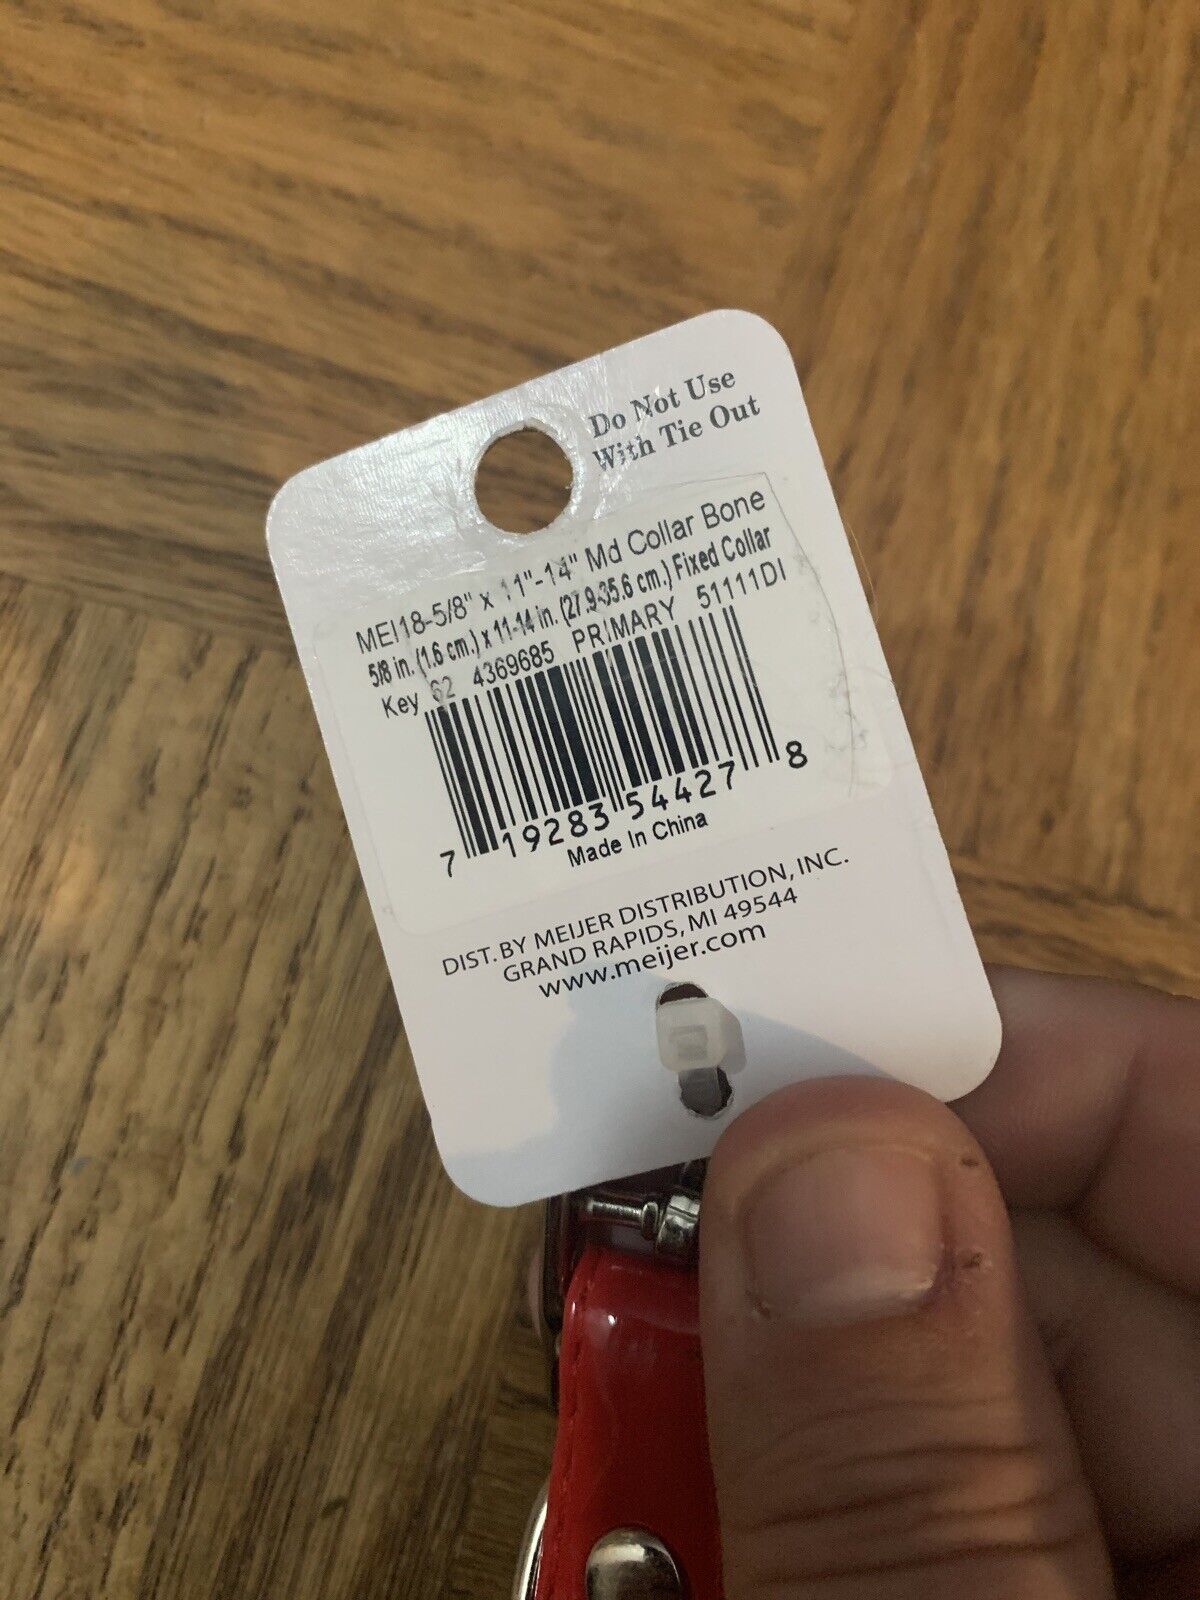 Do Not Use
With Tie Out
MEI18-5/8" x 11"-14" Md Collar Bone
5/8 in. (1.6 cm.) x 11-14 in. (27.9-35.6 cm.) Fixed Collar
Key 62 4369685 PRIMARY 51111DI
7 19283 54427 8
Made In China
DIST. BY MEIJER DISTRIBUTION, INC.
GRAND RAPIDS, MI 49544
www.meijer.com